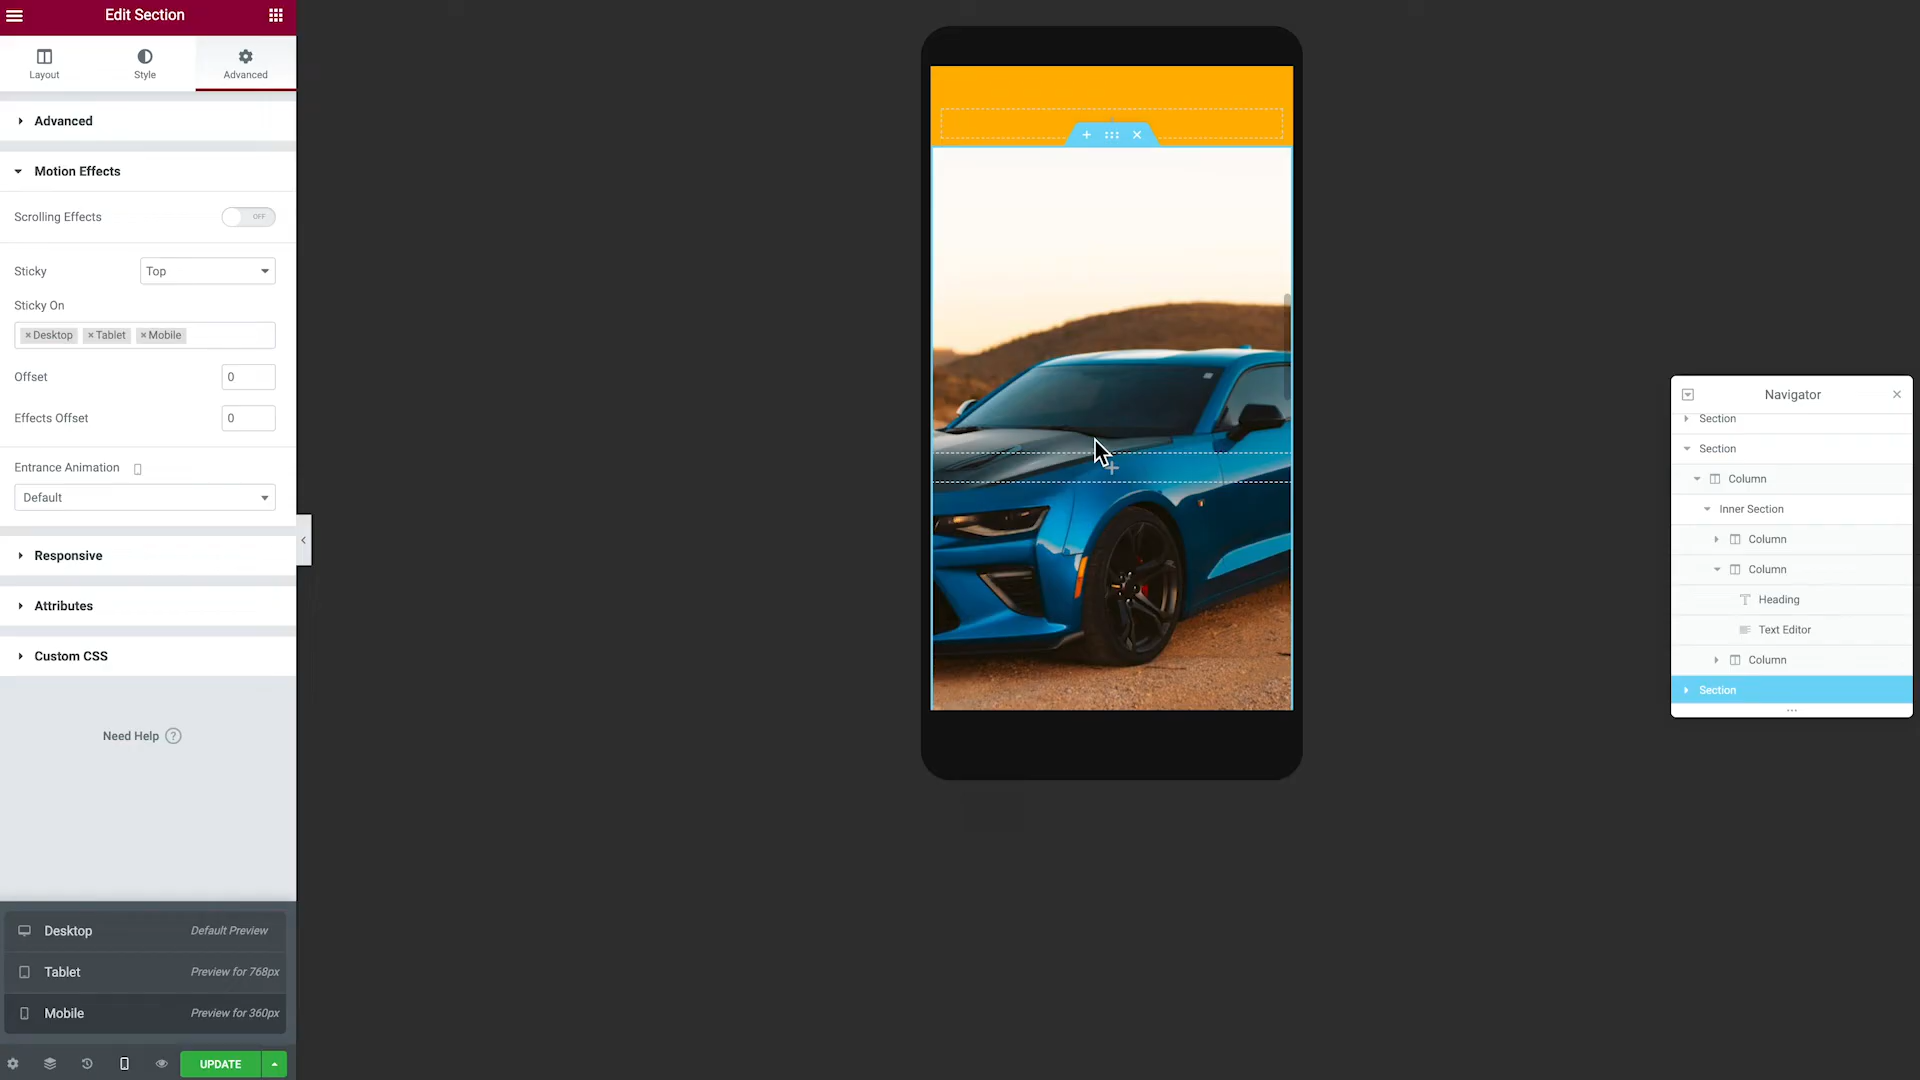 Edit Section
Layout
Style
Advanced
Advanced
Motion Effects
Scrolling Effects
OFF
Sticky
Top
Sticky On
×Desktop ×Tablet ×Mobile
Offset
0
Effects Offset
0
Entrance Animation
Default
Responsive
Attributes
Custom CSS
Need Help ?
Desktop Default Preview
Tablet Preview for 768px
Mobile Preview for 360px
UPDATE
Navigator
Section
Section
Column
Inner Section
Column
Column
Heading
Text Editor
Column
Section